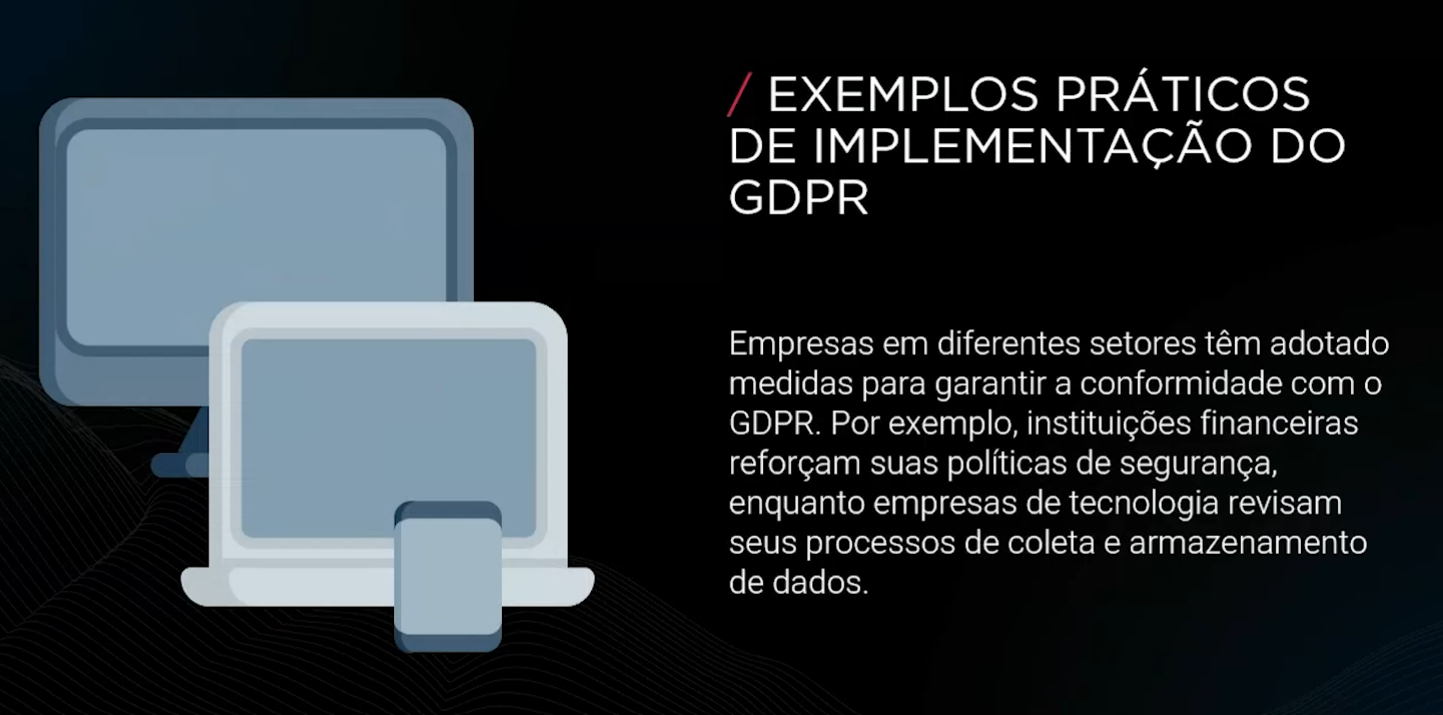 / EXEMPLOS PRÁTICOS
DE IMPLEMENTAÇÃO DO
GDPR
Empresas em diferentes setores têm adotado
medidas para garantir a conformidade com o
GDPR. Por exemplo, instituições financeiras
reforçam suas políticas de segurança,
enquanto empresas de tecnologia revisam
seus processos de coleta e armazenamento
de dados.